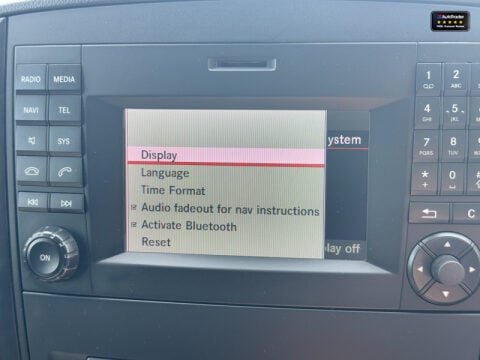 AutoTrader
RADIO MEDIA
NAVI TEL
SYS
ON
ystem
Display
Language
Time Format
Audio fadeout for nav instructions
Activate Bluetooth
Reset
lay off
1 2 ABC
4 GHI 5 JKL
7 PQRS 8 TUV
* + 0
C